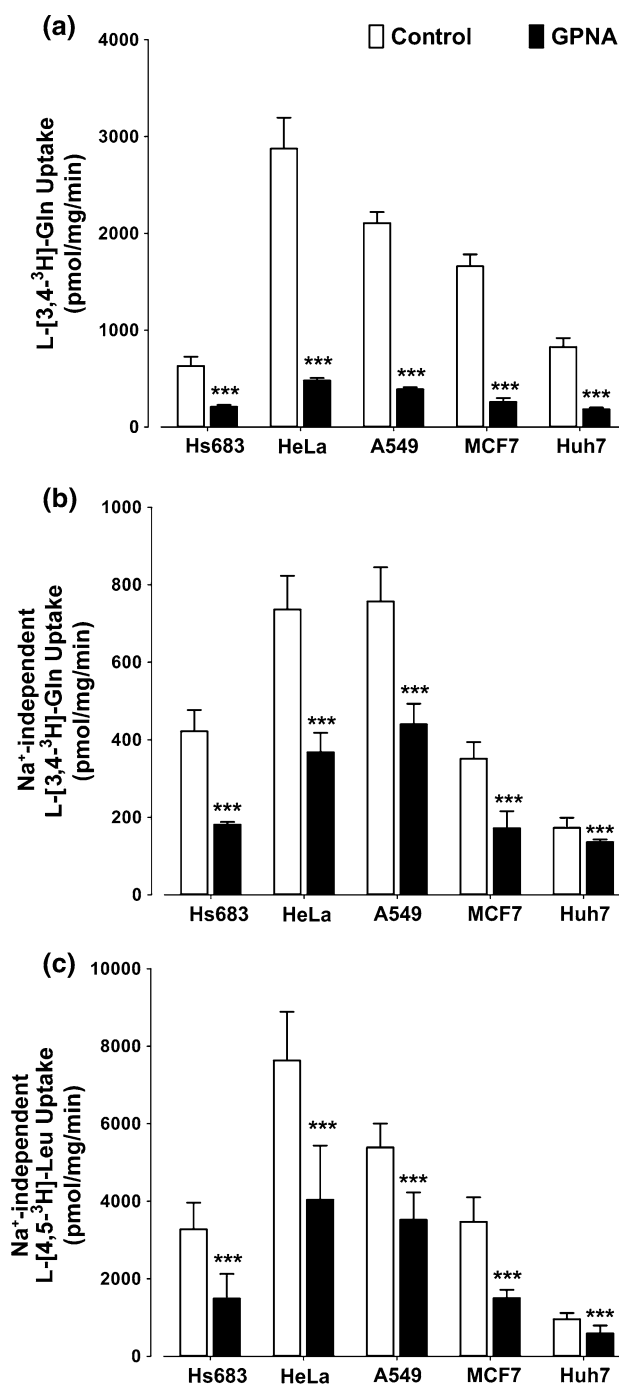 (a)
Control GPNA
L-[3,4-³H]-Gln Uptake
(pmol/mg/min)
4000
3000
2000
1000
0
*** *** *** *** ***
Hs683 HeLa A549 MCF7 Huh7
(b)
Na⁺-independent
L-[3,4-³H]-Gln Uptake
(pmol/mg/min)
1000
800
600
400
200
0
*** *** *** *** ***
Hs683 HeLa A549 MCF7 Huh7
(c)
Na⁺-independent
L-[4,5-³H]-Leu Uptake
(pmol/mg/min)
10000
8000
6000
4000
2000
0
*** *** *** *** ***
Hs683 HeLa A549 MCF7 Huh7